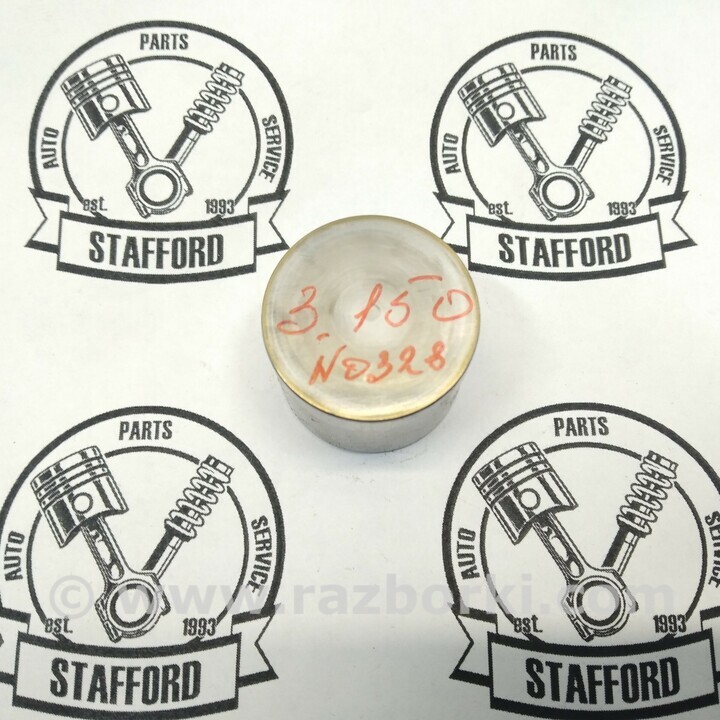 PARTS
AUTO
SERVICE
est. 1993
STAFFORD
PARTS
AUTO
SERVICE
est. 1993
STAFFORD
3.150
N0328
PARTS
AUTO
SERVICE
est. 1993
STAFFORD
PARTS
AUTO
SERVICE
est. 1993
STAFFORD
© www.razborki.com